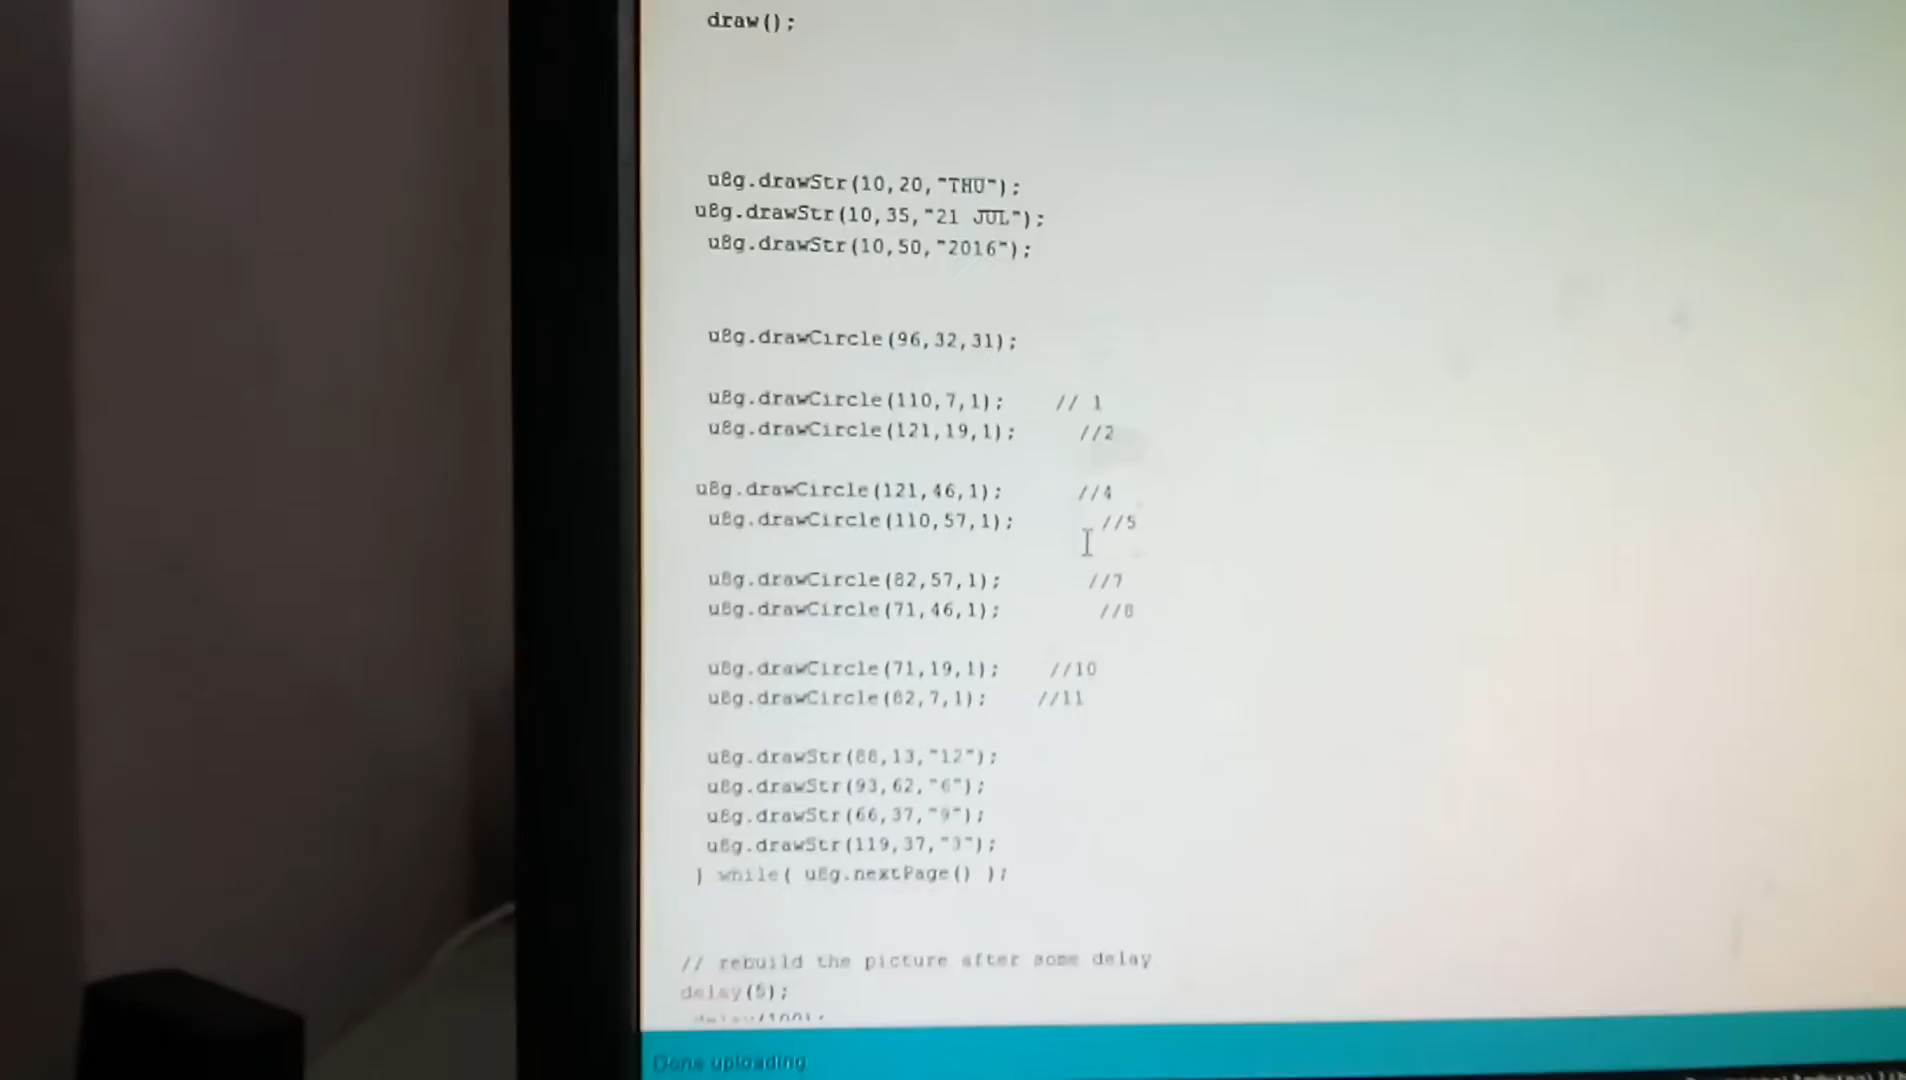 draw();
u8g.drawStr(10,20,"THU");
u8g.drawStr(10,35,"21 JUL");
u8g.drawStr(10,50,"2016");
u8g.drawCircle(96,32,31);
u8g.drawCircle(110,7,1); // 1
u8g.drawCircle(121,19,1); //2
u8g.drawCircle(121,46,1); //4
u8g.drawCircle(110,57,1); //5
u8g.drawCircle(82,57,1); //7
u8g.drawCircle(71,46,1); //8
u8g.drawCircle(71,19,1); //10
u8g.drawCircle(82,7,1); //11
u8g.drawStr(88,13,"12");
u8g.drawStr(93,62,"6");
u8g.drawStr(66,37,"9");
u8g.drawStr(119,37,"3");
} while( u8g.nextPage() );
// rebuild the picture after some delay
delay(5);
delay(100);
Done uploading